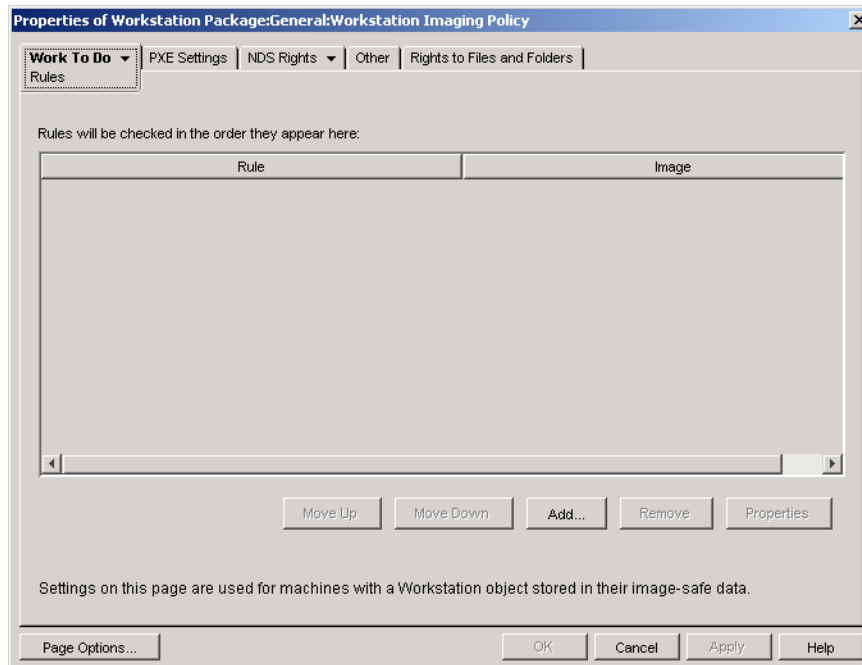 Properties of Workstation Package:General:Workstation Imaging Policy
Work To Do PXE Settings NDS Rights Other Rights to Files and Folders
Rules
Rules will be checked in the order they appear here:
Rule Image
Move Up Move Down Add... Remove Properties
Settings on this page are used for machines with a Workstation object stored in their image-safe data.
Page Options... OK Cancel Apply Help